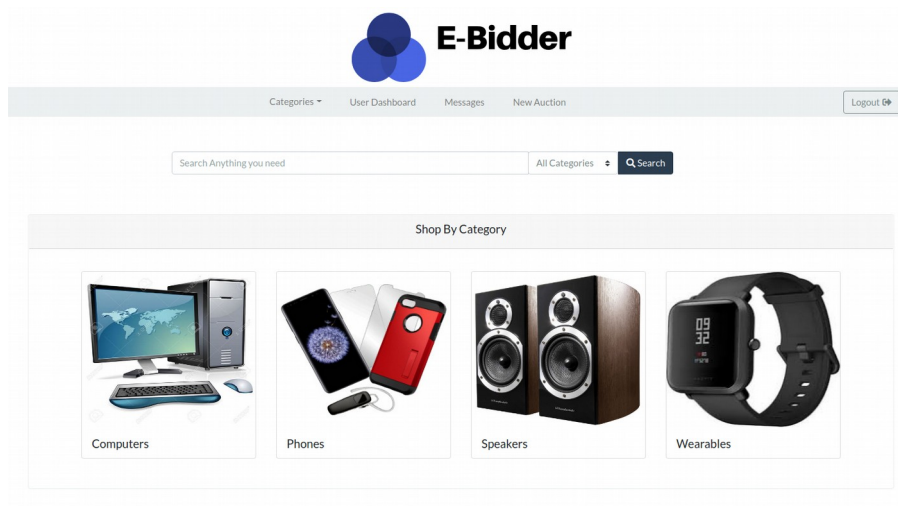 E-Bidder
Categories User Dashboard Messages New Auction Logout
Search Anything you need All Categories Search
Shop By Category
09
32
Computers Phones Speakers Wearables